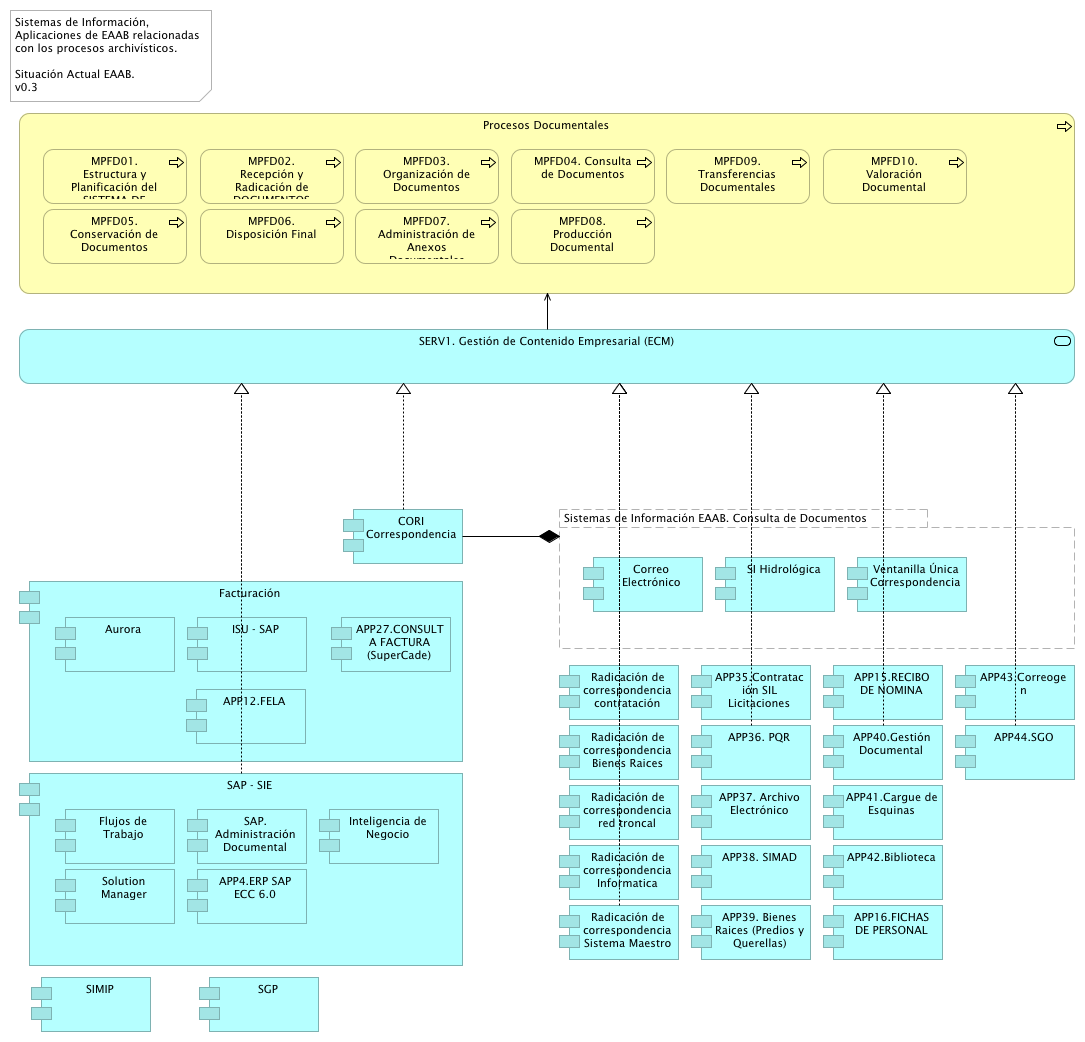 Sistemas de Información,
Aplicaciones de EAAB relacionadas
con los procesos archivísticos.
Situación Actual EAAB.
v0.3
Procesos Documentales
MPFD01.
Estructura y
Planificación del
SISTEMA DE
MPFD02.
Recepción y
Radicación de
DOCUMENTOS
MPFD03.
Organización de
Documentos
MPFD04. Consulta
de Documentos
MPFD09.
Transferencias
Documentales
MPFD10.
Valoración
Documental
MPFD05.
Conservación de
Documentos
MPFD06.
Disposición Final
MPFD07.
Administración de
Anexos
Documentales
MPFD08.
Producción
Documental
SERV1. Gestión de Contenido Empresarial (ECM)
CORI
Correspondencia
Sistemas de Información EAAB. Consulta de Documentos
Correo
Electrónico
SI Hidrológica
Ventanilla Única
Correspondencia
Facturación
Aurora
ISU - SAP
APP27.CONSULT
A FACTURA
(SuperCade)
APP12.FELA
SAP - SIE
Flujos de
Trabajo
SAP.
Administración
Documental
Inteligencia de
Negocio
Solution
Manager
APP4.ERP SAP
ECC 6.0
SIMIP
SGP
Radicación de
correspondencia
contratación
APP35.Contratac
ión SIL
Licitaciones
APP15.RECIBO
DE NOMINA
APP43.Correoge
n
Radicación de
correspondencia
Bienes Raices
APP36. PQR
APP40.Gestión
Documental
APP44.SGO
Radicación de
correspondencia
red troncal
APP37. Archivo
Electrónico
APP41.Cargue de
Esquinas
Radicación de
correspondencia
Informatica
APP38. SIMAD
APP42.Biblioteca
Radicación de
correspondencia
Sistema Maestro
APP39. Bienes
Raices (Predios y
Querellas)
APP16.FICHAS
DE PERSONAL